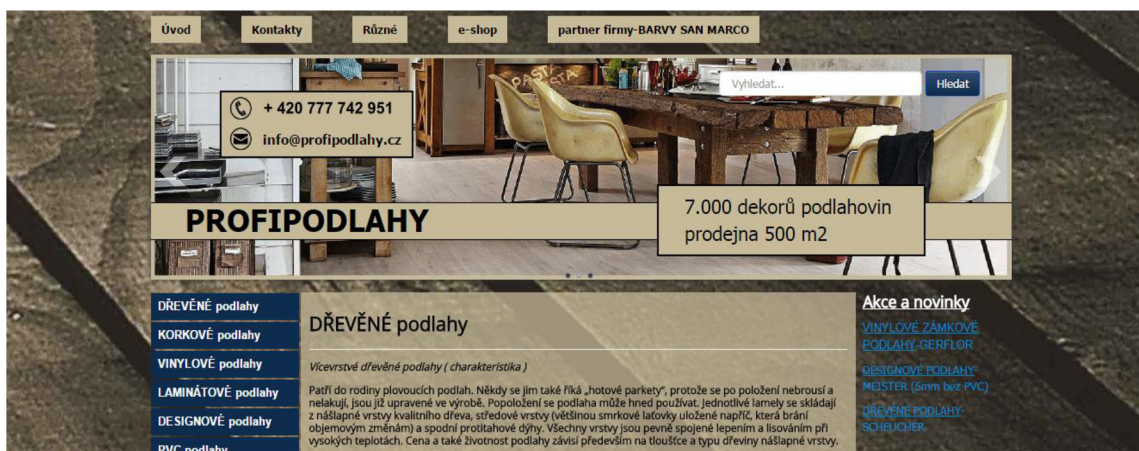 Úvod
Kontakty
Různé
e-shop
partner firmy-BARVY SAN MARCO
PASTA
Vyhledat...
Hledat
+ 420 777 742 951
info@profipodlahy.cz
PROFIPODLAHY
7.000 dekorů podlahovin
prodejna 500 m2
DŘEVĚNÉ podlahy
KORKOVÉ podlahy
VINYLOVÉ podlahy
LAMINÁTOVÉ podlahy
DESIGNOVÉ podlahy
PVC podlahy
DŘEVĚNÉ podlahy
Vícevrstvé dřevěné podlahy ( charakteristika )
Patří do rodiny plovoucích podlah. Někdy se jim také říká „hotové parkety“, protože se po položení nebrousí a
nelakují, jsou již upravené ve výrobě. Popoložení se podlaha může hned používat. Jednotlivé lamely se skládají
z nášlapné vrstvy kvalitního dřeva, středové vrstvy (většinou smrkové laťovky uložené napříč, která brání
objemovým změnám) a spodní protitahové dýhy. Všechny vrstvy jsou pevně spojené lepením a lisováním při
vysokých teplotách. Cena a také životnost podlahy závisí především na tloušťce a typu dřeviny nášlapné vrstvy.
Akce a novinky
VINYLOVÉ ZÁMKOVÉ
PODLAHY-GERFLOR
DESIGNOVÉ PODLAHY-
MEISTER (5mm bez PVC)
DŘEVĚNÉ PODLAHY-
SCHEUCHER